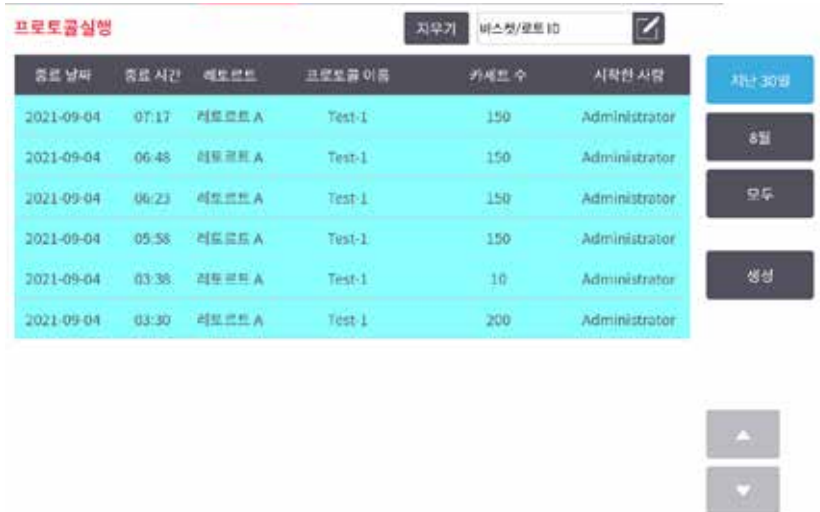 프로토콜실행
지우기 바스켓/로트 ID
종료 날짜 종료 시간 레토르트 프로토콜 이름 카세트 수 시작한 사람
2021-09-04 07:17 레토르트 A Test-1 150 Administrator
2021-09-04 06:48 레토르트 A Test-1 150 Administrator
2021-09-04 06:23 레토르트 A Test-1 150 Administrator
2021-09-04 05:58 레토르트 A Test-1 150 Administrator
2021-09-04 03:38 레토르트 A Test-1 10 Administrator
2021-09-04 03:30 레토르트 A Test-1 200 Administrator
지난 30일
8월
모두
생성